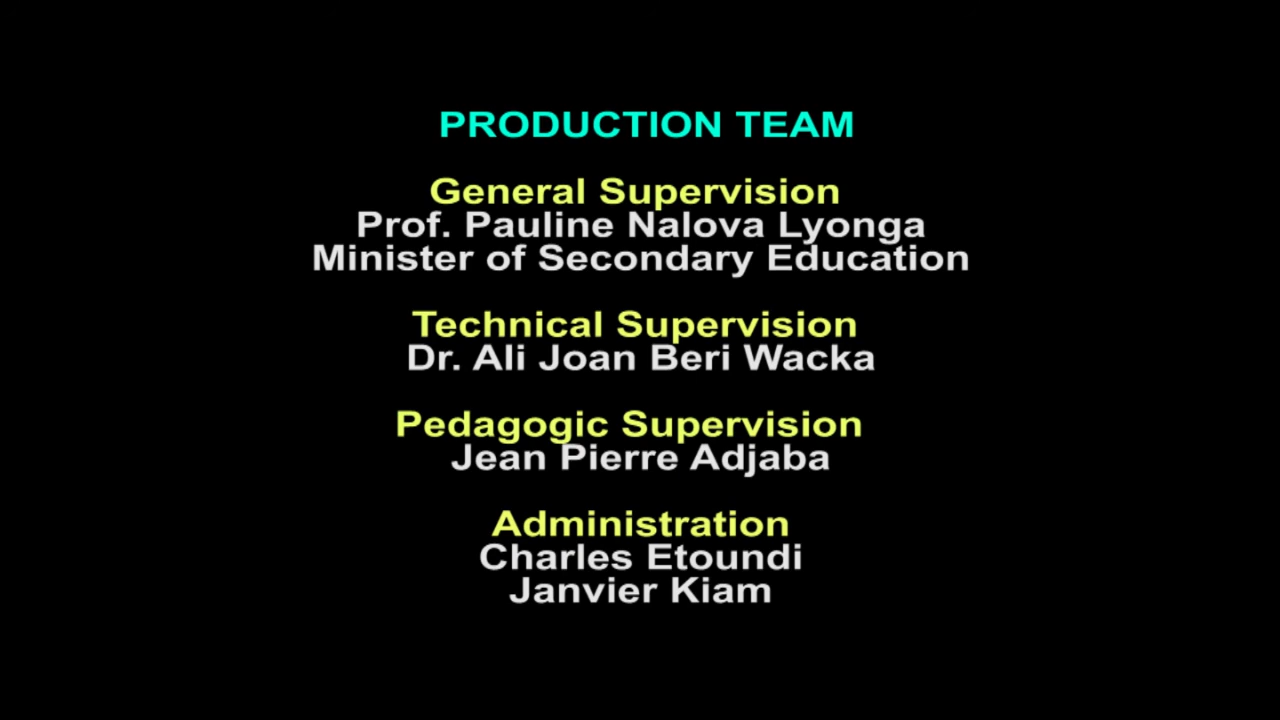 PRODUCTION TEAM
General Supervision
Prof. Pauline Nalova Lyonga
Minister of Secondary Education
Technical Supervision
Dr. Ali Joan Beri Wacka
Pedagogic Supervision
Jean Pierre Adjaba
Administration
Charles Etoundi
Janvier Kiam